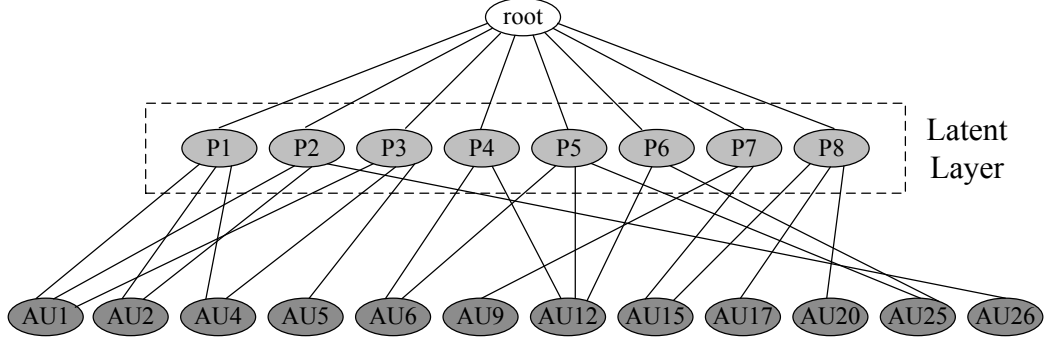 root
P1 P2 P3 P4 P5 P6 P7 P8
Latent
Layer
AU1 AU2 AU4 AU5 AU6 AU9 AU12 AU15 AU17 AU20 AU25 AU26